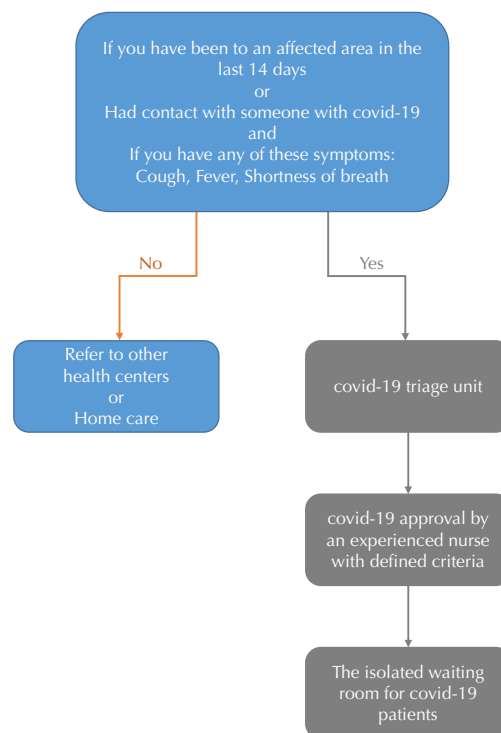 If you have been to an affected area in the
last 14 days
or
Had contact with someone with covid-19
and
If you have any of these symptoms:
Cough, Fever, Shortness of breath
No
Yes
Refer to other
health centers
or
Home care
covid-19 triage unit
covid-19 approval by
an experienced nurse
with defined criteria
The isolated waiting
room for covid-19
patients